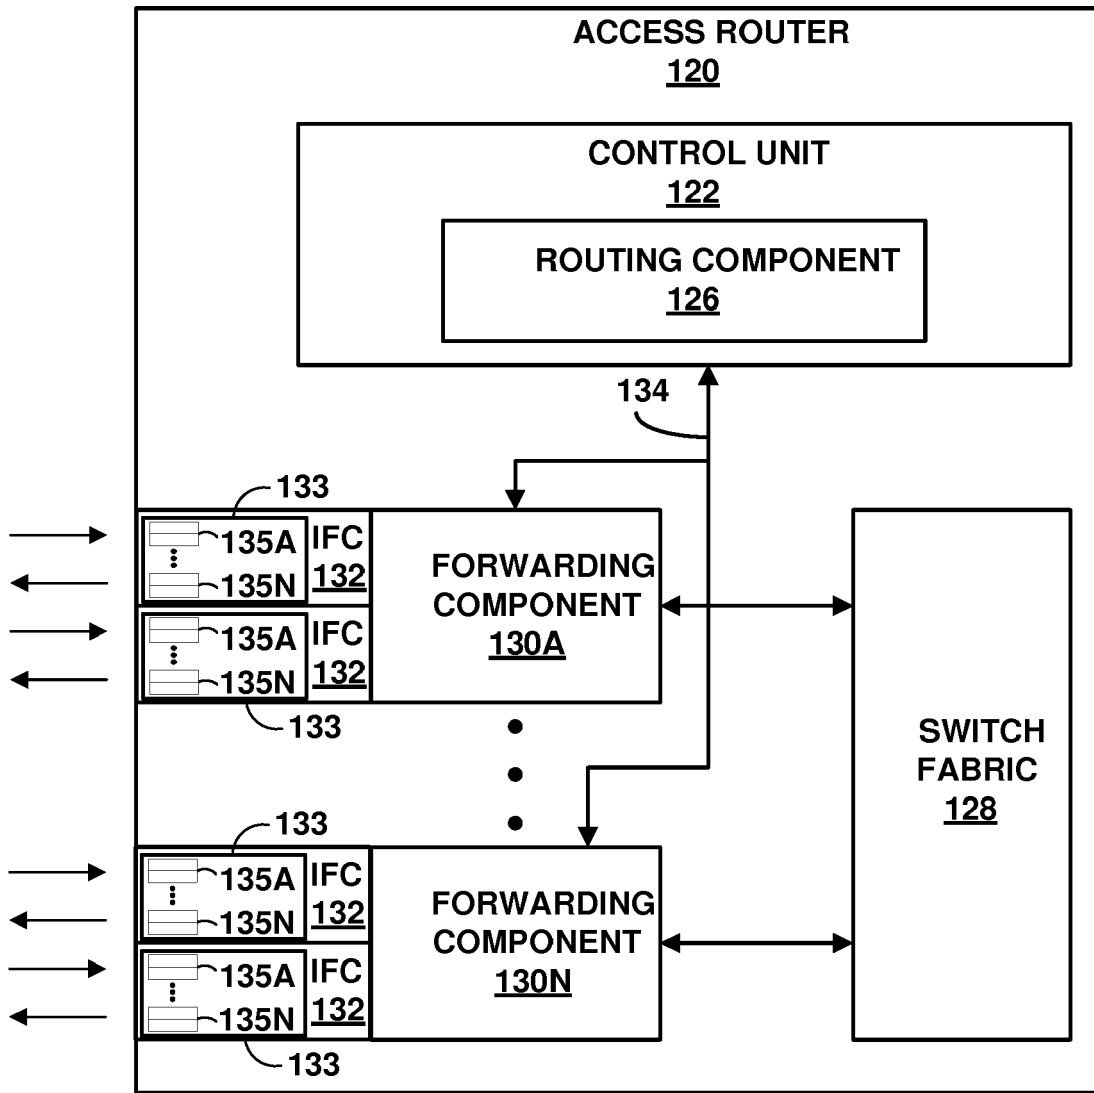 ACCESS ROUTER
120
CONTROL UNIT
122
ROUTING COMPONENT
126
134
133
135A
135N
IFC
132
135A
135N
IFC
132
133
FORWARDING
COMPONENT
130A
SWITCH
FABRIC
128
133
135A
135N
IFC
132
135A
135N
IFC
132
133
FORWARDING
COMPONENT
130N